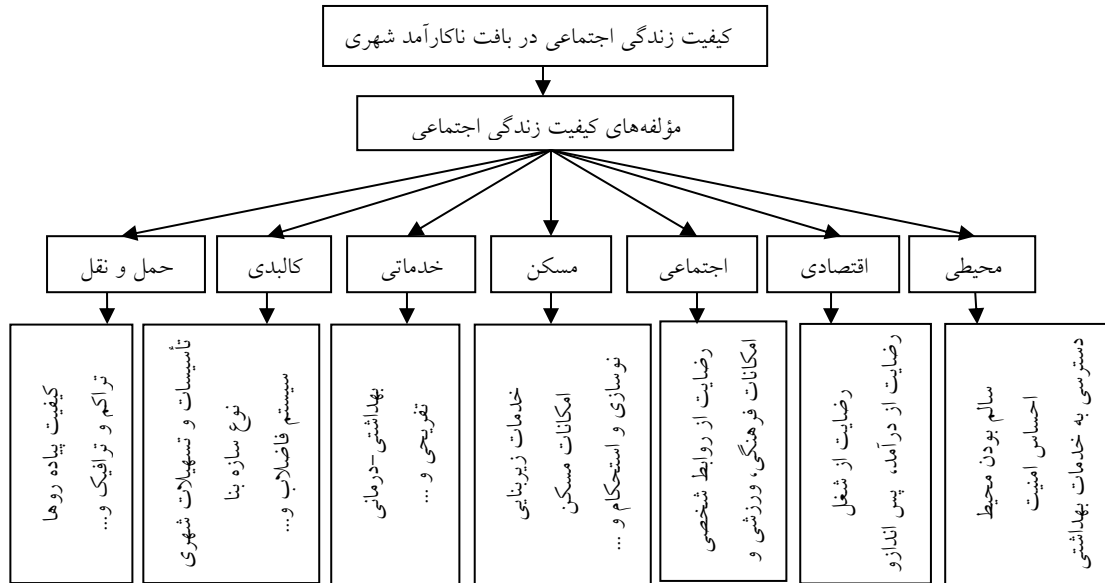 کیفیت زندگی اجتماعی در بافت ناکارآمد شهری
مؤلفه‌های کیفیت زندگی اجتماعی
محیطی
اقتصادی
اجتماعی
مسکن
خدماتی
کالبدی
حمل و نقل
سالم بودن محیط
احساس امنیت
دسترسی به خدمات بهداشتی
رضایت از شغل
رضایت از درآمد، پس اندازو
رضایت از روابط شخصی
امکانات فرهنگی، ورزشی و
خدمات زیربنایی
امکانات مسکن
نوسازی و استحکام و ...
بهداشتی-درمانی
تفریحی و ...
تأسیسات و تسهیلات شهری
نوع سازه بنا
سیستم فاضلاب و...
کیفیت پیاده روها
تراکم و ترافیک و...